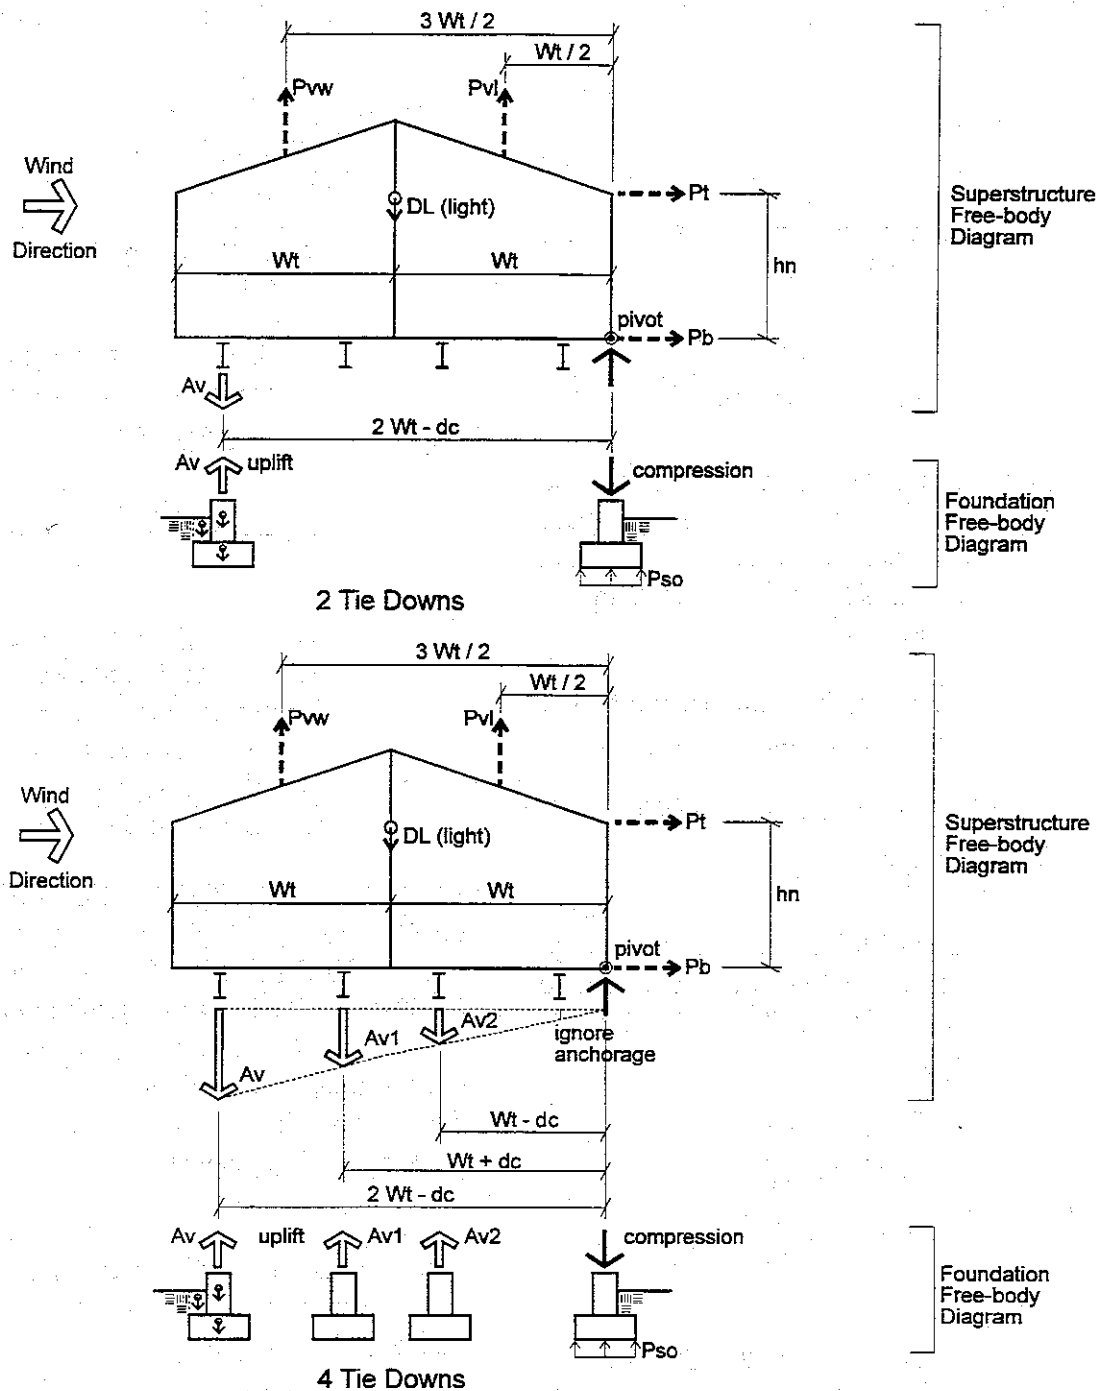 3 Wt / 2
Wt / 2
Pvw
Pvl
Wind
Direction
DL (light)
Pt
Superstructure
Free-body
Diagram
Wt
Wt
hn
pivot
Pb
Av
2 Wt - dc
Av
uplift
compression
Foundation
Free-body
Diagram
Pso
2 Tie Downs
3 Wt / 2
Wt / 2
Pvw
Pvl
Wind
Direction
DL (light)
Pt
Superstructure
Free-body
Diagram
Wt
Wt
hn
pivot
Pb
Av
Av1
Av2
ignore
anchorage
Wt - dc
Wt + dc
2 Wt - dc
Av
uplift
Av1
Av2
compression
Foundation
Free-body
Diagram
Pso
4 Tie Downs